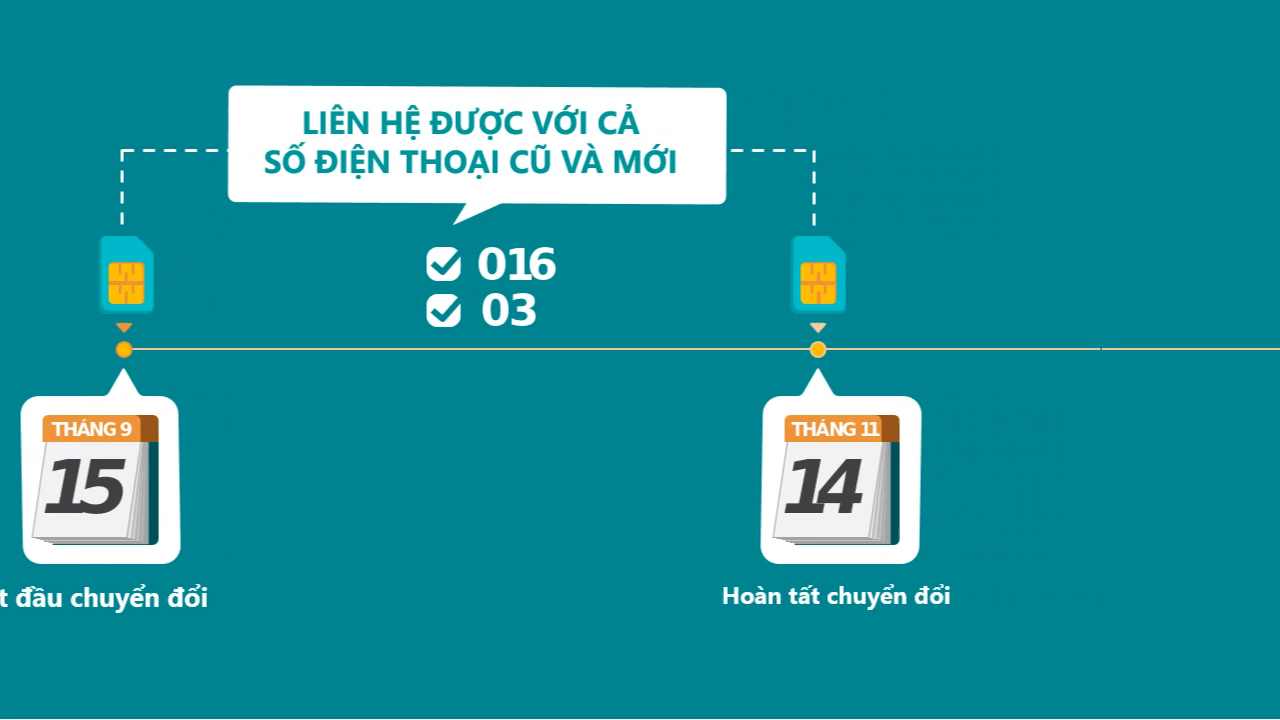 LIÊN HỆ ĐƯỢC VỚI CẢ
SỐ ĐIỆN THOẠI CŨ VÀ MỚI
016
03
THÁNG 9
15
THÁNG 11
14
đầu chuyển đổi
Hoàn tất chuyển đổi